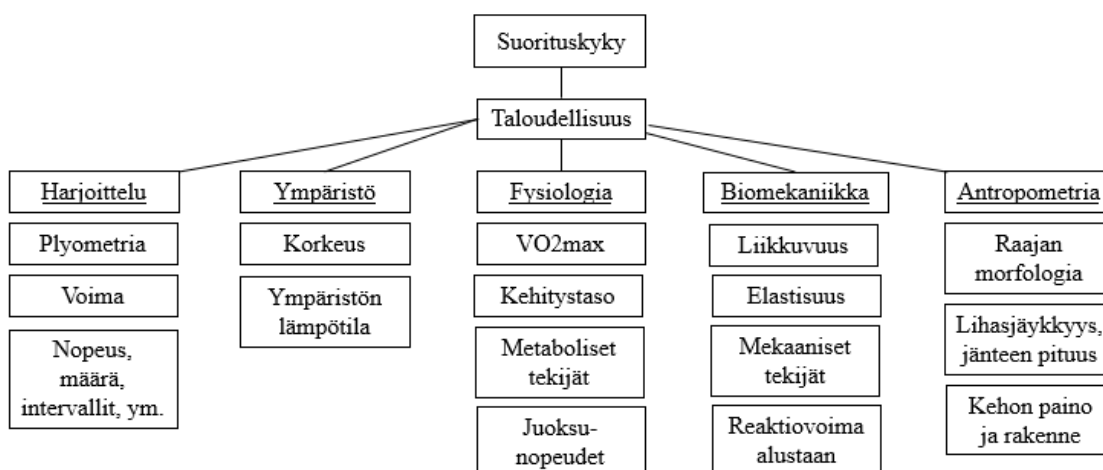 Suorituskyky
Taloudellisuus
Harjoittelu
Plyometria
Voima
Nopeus,
määrä,
intervallit, ym.
Ympäristö
Korkeus
Ympäristön
lämpötila
Fysiologia
VO2max
Kehitystaso
Metaboliset
tekijät
Juoksu-
nopeudet
Biomekaniikka
Liikkuvuus
Elastisuus
Mekaaniset
tekijät
Reaktiovoima
alustaan
Antropometria
Raajan
morfologia
Lihasjäykkyys,
jänteen pituus
Kehon paino
ja rakenne